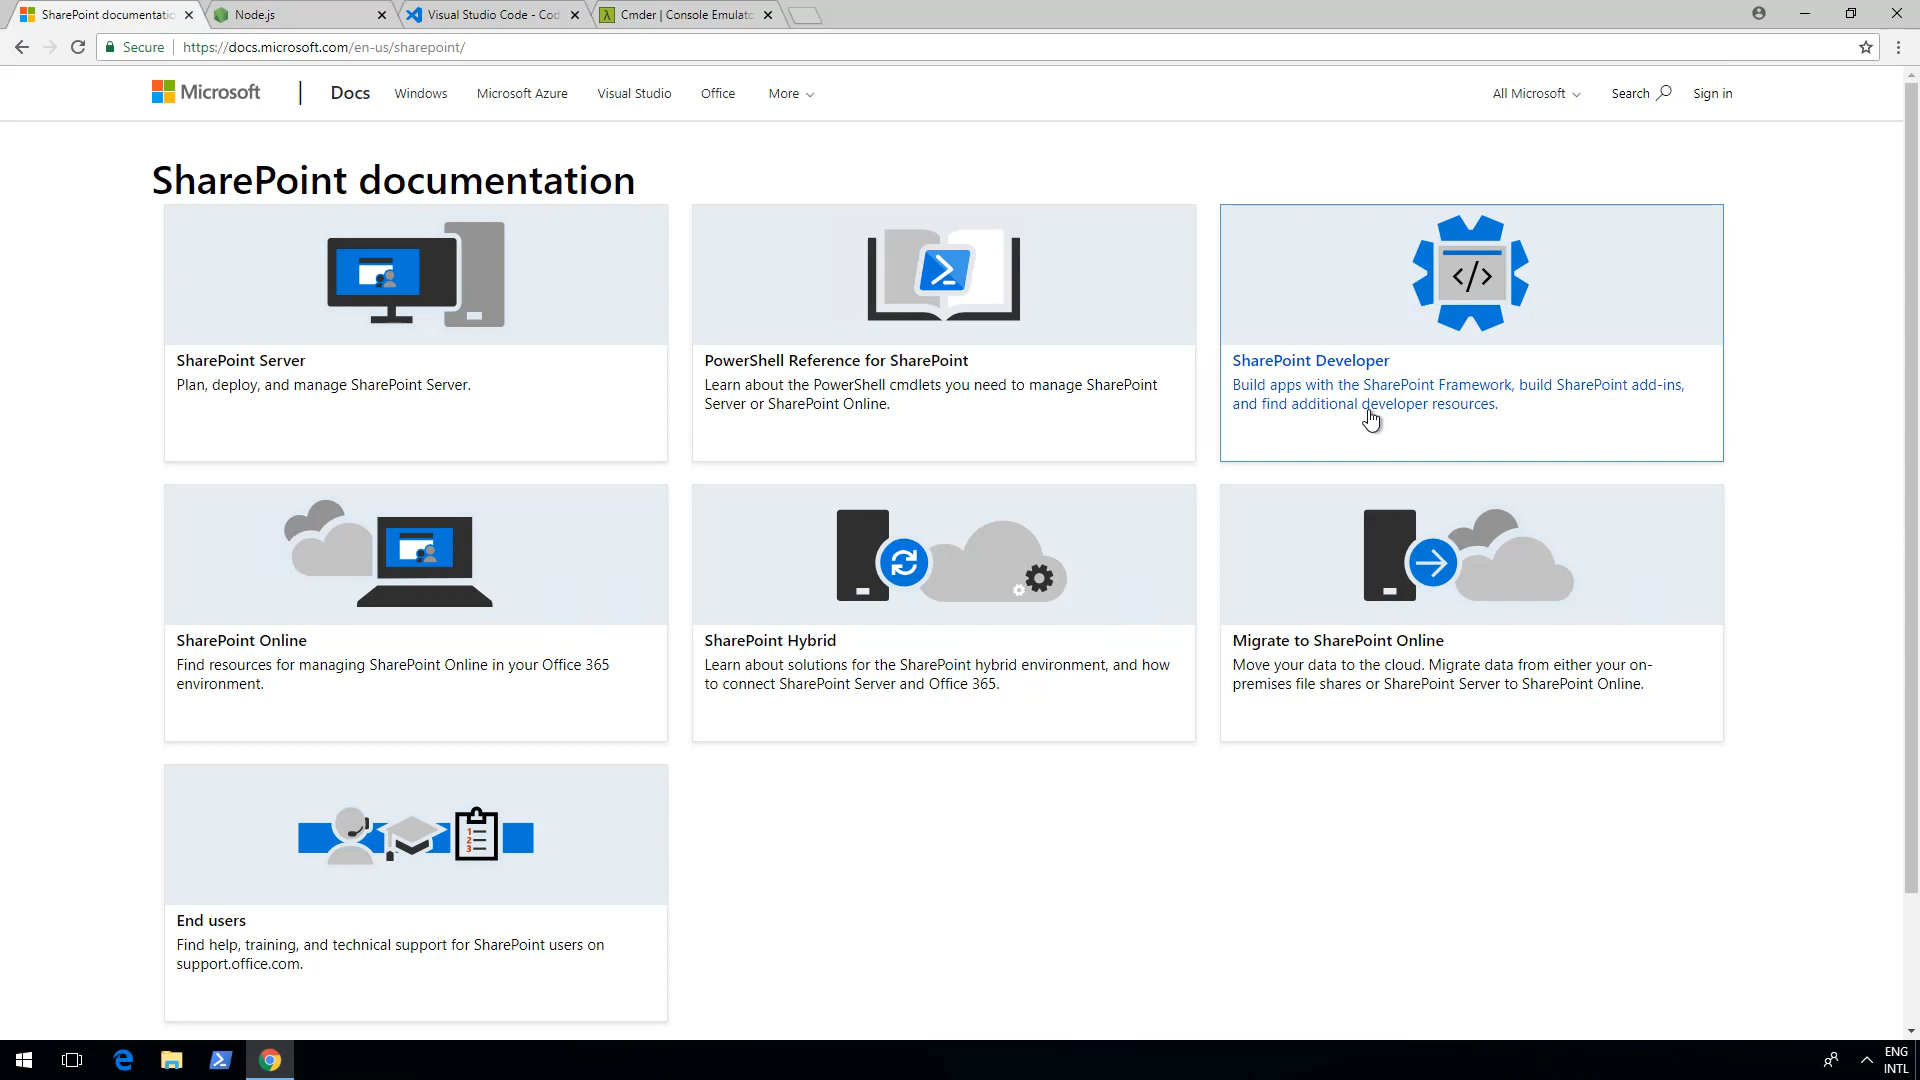 SharePoint documentatio
Node.js
Visual Studio Code - Cod
Cmder | Console Emulato
Secure
https://docs.microsoft.com/en-us/sharepoint/
Microsoft
Docs
Windows
Microsoft Azure
Visual Studio
Office
More
All Microsoft
Search
Sign in
SharePoint documentation
SharePoint Server
Plan, deploy, and manage SharePoint Server.
PowerShell Reference for SharePoint
Learn about the PowerShell cmdlets you need to manage SharePoint
Server or SharePoint Online.
</>
SharePoint Developer
Build apps with the SharePoint Framework, build SharePoint add-ins,
and find additional developer resources.
SharePoint Online
Find resources for managing SharePoint Online in your Office 365
environment.
SharePoint Hybrid
Learn about solutions for the SharePoint hybrid environment, and how
to connect SharePoint Server and Office 365.
Migrate to SharePoint Online
Move your data to the cloud. Migrate data from either your on-
premises file shares or SharePoint Server to SharePoint Online.
1
2
3
End users
Find help, training, and technical support for SharePoint users on
support.office.com.
ENG
INTL